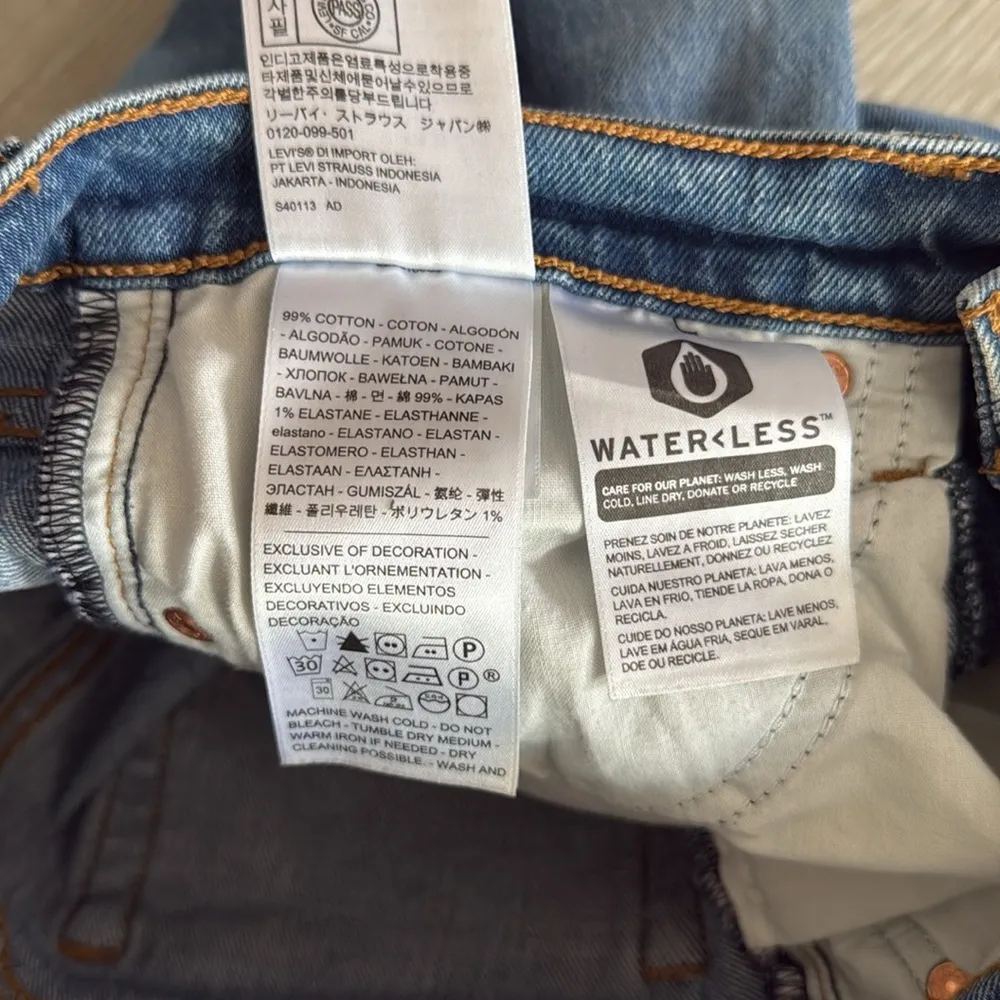 사
필
PASS
SF CAL
인디고제품은염료특성으로착용중
타제품및신체에묻어날수있으므로
각별한주의를당부드립니다
リーバイ・ストラウス ジャパン㈱
0120-099-501
LEVI'S® DI IMPORT OLEH:
PT LEVI STRAUSS INDONESIA
JAKARTA - INDONESIA
S40113 AD
99% COTTON - COTON - ALGODÓN
- ALGODÃO - PAMUK - COTONE -
BAUMWOLLE - KATOEN - BAMBAKI
- ХЛОПОК - BAWEŁNA - PAMUT -
BAVLNA - 棉 - 면 - 綿 99% - KAPAS
1% ELASTANE - ELASTHANNE -
elastano - ELASTANO - ELASTAN -
ELASTOMERO - ELASTHAN -
ELASTAAN - ΕΛΑΣΤΑΝΗ -
ЭЛАСТАН - GUMISZÁL - 氨纶 - 彈性
纖維 - 폴리우레탄 - ポリウレタン 1%
EXCLUSIVE OF DECORATION -
EXCLUANT L'ORNEMENTATION -
EXCLUYENDO ELEMENTOS
DECORATIVOS - EXCLUINDO
DECORAÇÃO
P
30 P ®
30
MACHINE WASH COLD - DO NOT
BLEACH - TUMBLE DRY MEDIUM -
WARM IRON IF NEEDED - DRY
CLEANING POSSIBLE. - WASH AND
WATER<LESS™
CARE FOR OUR PLANET: WASH LESS, WASH
COLD, LINE DRY, DONATE OR RECYCLE
PRENEZ SOIN DE NOTRE PLANETE: LAVEZ
MOINS, LAVEZ A FROID, LAISSEZ SECHER
NATURELLEMENT, DONNEZ OU RECYCLEZ
CUIDA NUESTRO PLANETA: LAVA MENOS,
LAVA EN FRIO, TIENDE LA ROPA, DONA O
RECICLA.
CUIDE DO NOSSO PLANETA: LAVE MENOS,
LAVE EM ÁGUA FRIA, SEQUE EM VARAL,
DOE OU RECICLE.